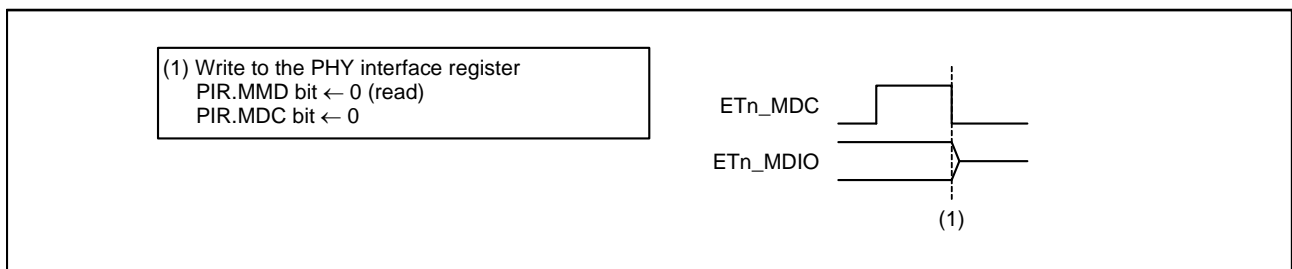 (1) Write to the PHY interface register
PIR.MMD bit ← 0 (read)
PIR.MDC bit ← 0
ETn_MDC
ETn_MDIO
(1)